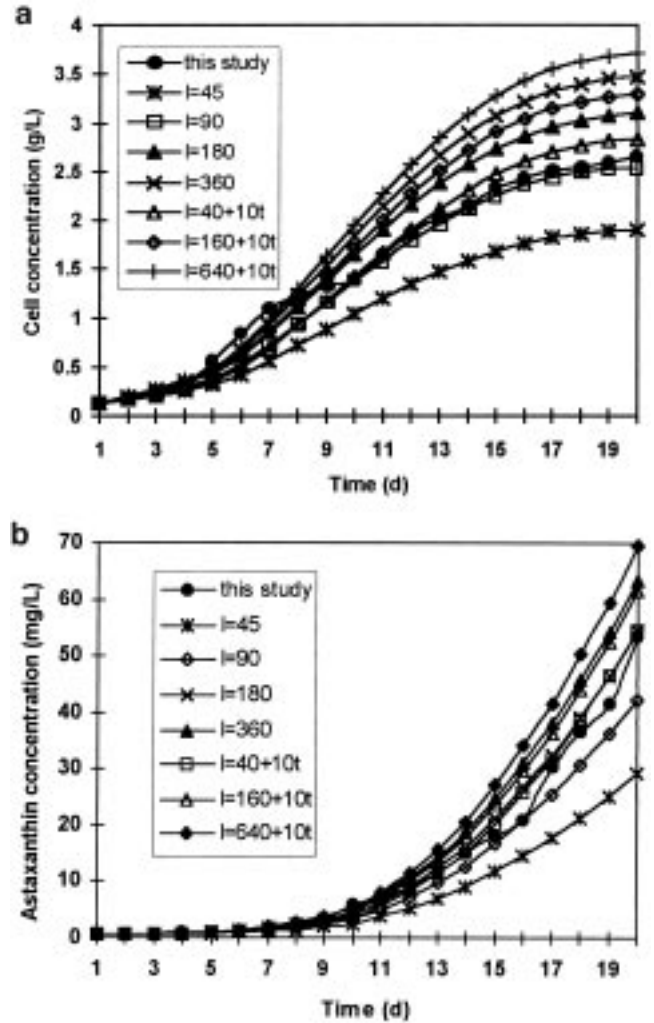 a
4
3.5
3
2.5
2
1.5
1
0.5
0
Cell concentration (g/L)
this study
I=45
I=90
I=180
I=360
I=40+10t
I=160+10t
I=640+10t
1 3 5 7 9 11 13 15 17 19
Time (d)
b
70
60
50
40
30
20
10
0
Astaxanthin concentration (mg/L)
this study
I=45
I=90
I=180
I=360
I=40+10t
I=160+10t
I=640+10t
1 3 5 7 9 11 13 15 17 19
Time (d)